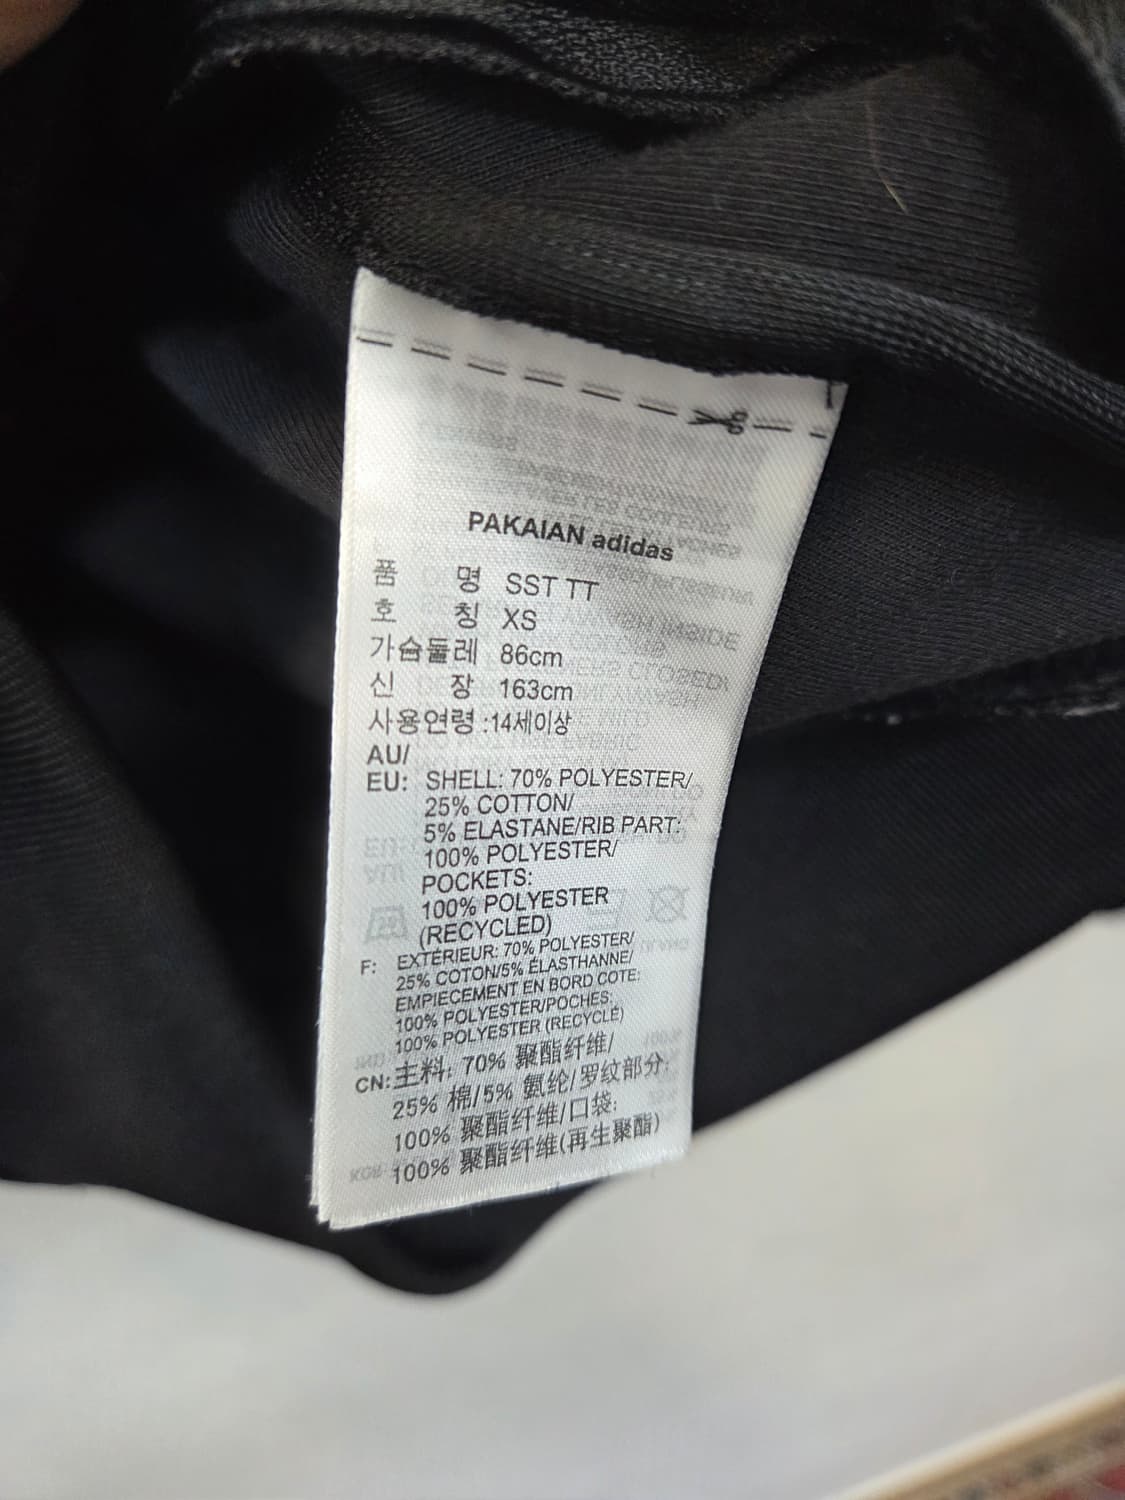 PAKAIAN adidas
품 명 SST TT
호 칭 XS
가슴둘레 86cm
신 장 163cm
사용연령 :14세이상
AU/
EU: SHELL: 70% POLYESTER/
25% COTTON/
5% ELASTANE/RIB PART:
100% POLYESTER/
POCKETS:
100% POLYESTER
(RECYCLED)
F: EXTÉRIEUR: 70% POLYESTER/
25% COTON/5% ÉLASTHANNE/
EMPIECEMENT EN BORD COTE:
100% POLYESTER/POCHES:
100% POLYESTER (RECYCLÉ)
CN:主料: 70% 聚酯纤维/
25% 棉/5% 氨纶/罗纹部分:
100% 聚酯纤维/口袋:
100% 聚酯纤维(再生聚酯)